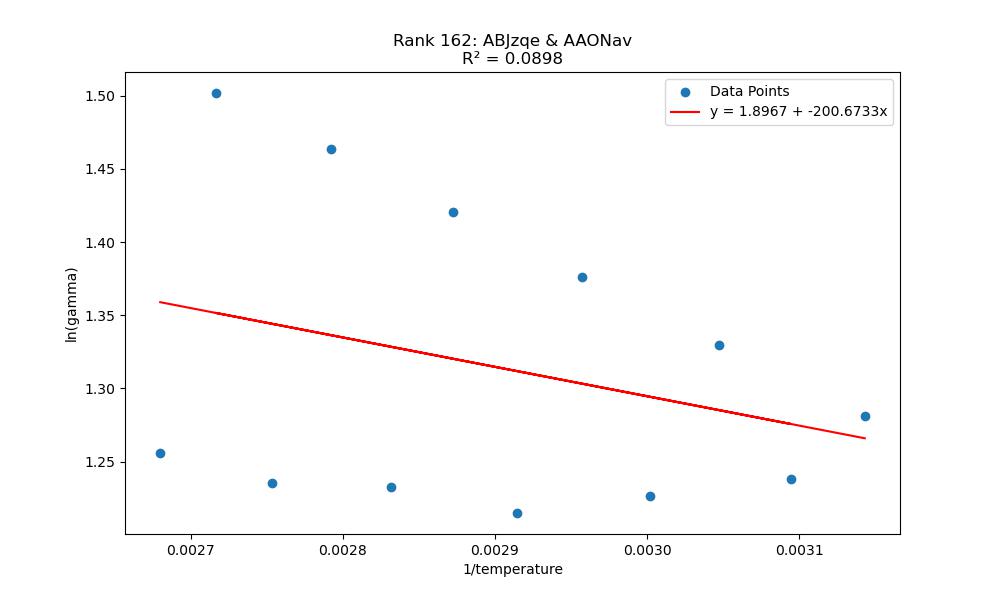 Rank 162: ABJzqe & AAONav
R² = 0.0898
Data Points
y = 1.8967 + -200.6733x
ln(gamma)
1.50
1.45
1.40
1.35
1.30
1.25
0.0027
0.0028
0.0029
0.0030
0.0031
1/temperature